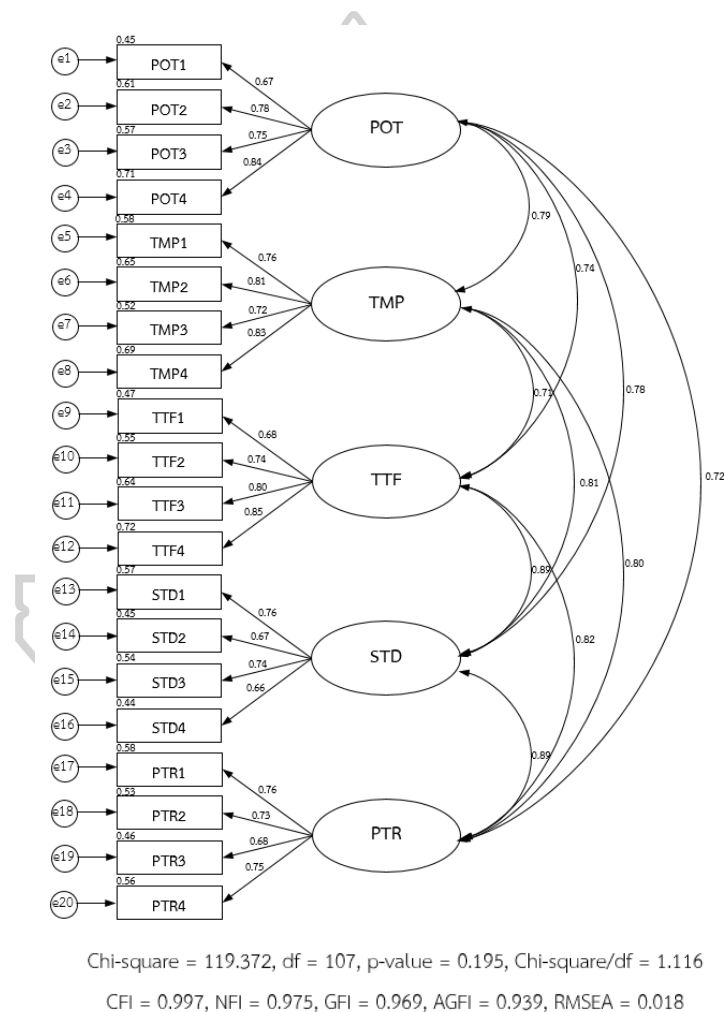 0.45
e1 POT1
0.67
0.61
e2 POT2
0.78
POT
0.57
e3 POT3
0.75
0.71
e4 POT4
0.84
0.58
e5 TMP1
0.76
0.79
0.65
e6 TMP2
0.81
0.74
TMP
0.52
e7 TMP3
0.72
0.69
e8 TMP4
0.83
0.47
e9 TTF1
0.68
0.71
0.78
0.55
e10 TTF2
0.74
TTF
0.72
0.64
e11 TTF3
0.80
0.81
0.72
e12 TTF4
0.85
0.57
e13 STD1
0.76
0.89
0.80
0.45
e14 STD2
0.67
STD
0.82
0.54
e15 STD3
0.74
0.44
e16 STD4
0.66
0.58
e17 PTR1
0.76
0.89
0.53
e18 PTR2
0.73
PTR
0.46
e19 PTR3
0.68
0.56
e20 PTR4
0.75
Chi-square = 119.372, df = 107, p-value = 0.195, Chi-square/df = 1.116
CFI = 0.997, NFI = 0.975, GFI = 0.969, AGFI = 0.939, RMSEA = 0.018